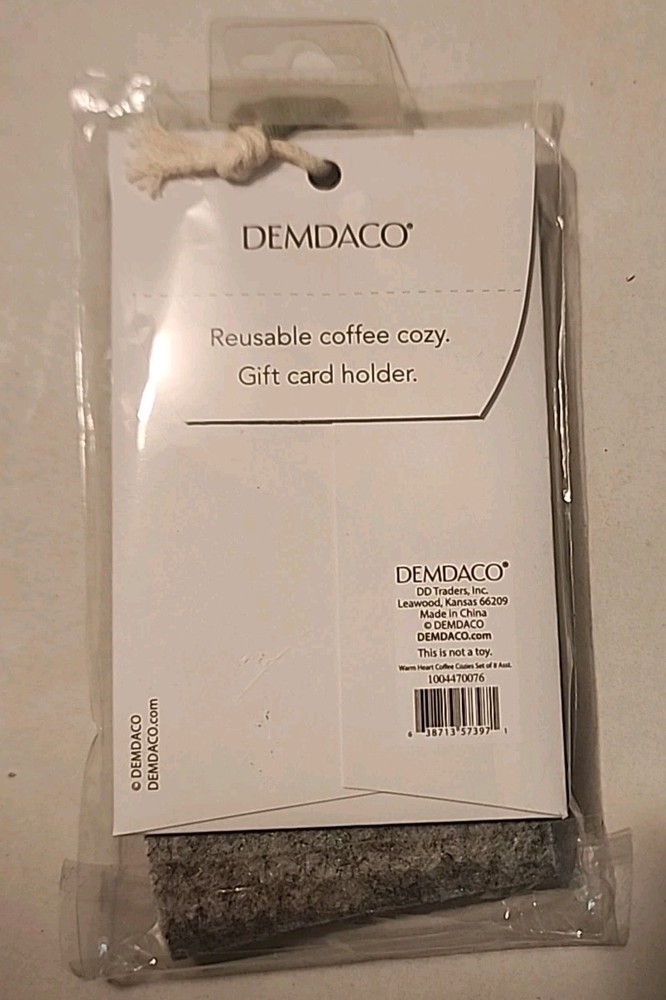 DEMDACO®
Reusable coffee cozy.
Gift card holder.
DEMDACO®
DD Traders, Inc.
Leawood, Kansas 66209
Made in China
© DEMDACO
DEMDACO.com
This is not a toy.
Warm Heart Coffee Cozies Set of 8 Asst.
1004470076
6 38713 57397 1
© DEMDACO
DEMDACO.com